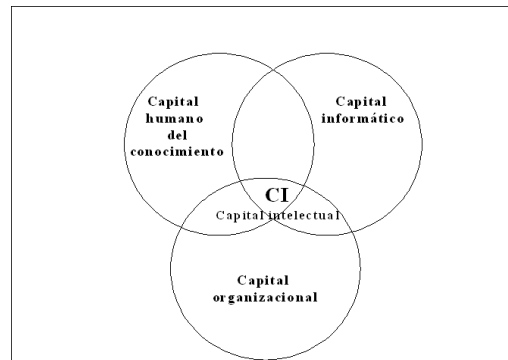 Capital
humano
del
conocimiento
Capital
informático
CI
Capital intelectual
Capital
organizacional